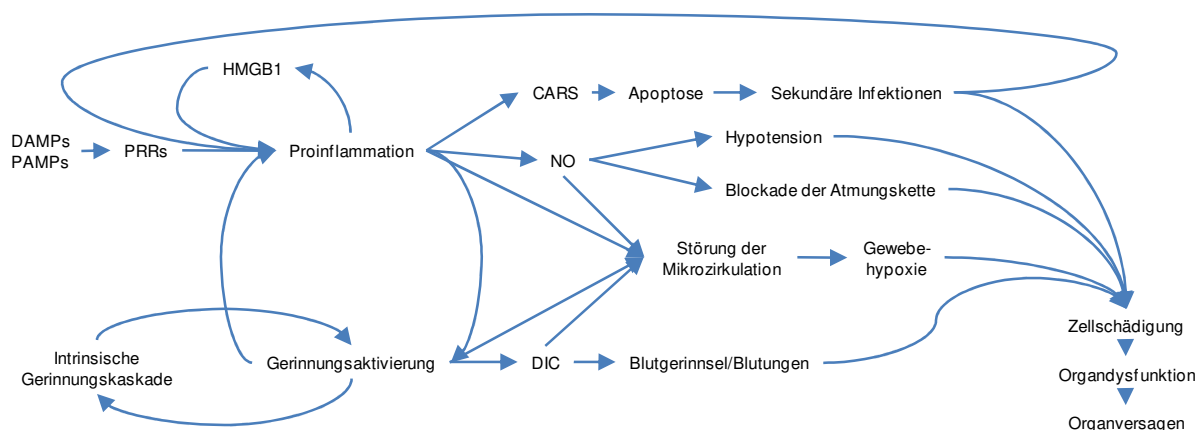 HMGB1
CARS
Apoptose
Sekundäre Infektionen
DAMPs
PAMPs
PRRs
Proinflammation
NO
Hypotension
Blockade der Atmungskette
Störung der
Mikrozirkulation
Gewebe-
hypoxie
Zellschädigung
Intrinsische
Gerinnungskaskade
Gerinnungsaktivierung
DIC
Blutgerinnsel/Blutungen
Organdysfunktion
Organversagen